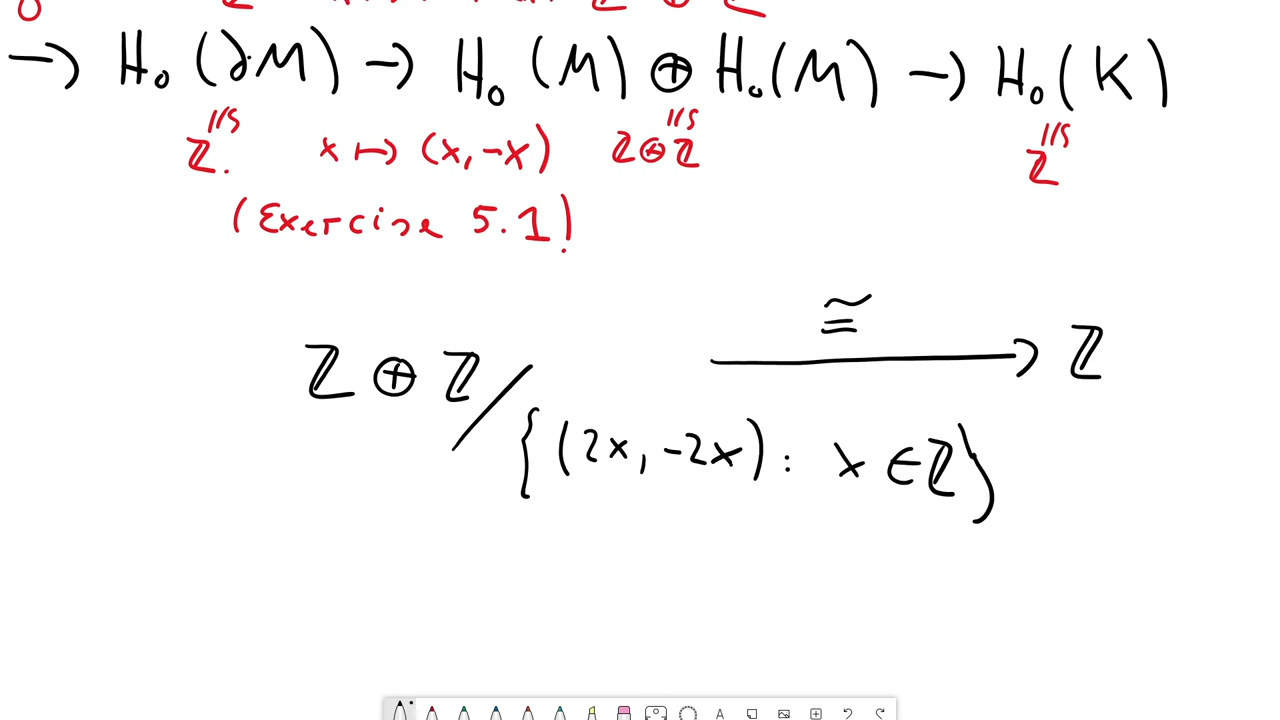 → H₀(∂M) → H₀(M) ⊕ H₀(M) → H₀(K)
ℤ. x ↦ (x, -x) ℤ⊕ℤ ℤ
(Exercise 5.1)
≅
ℤ ⊕ ℤ / → ℤ
{(2x, -2x) : x ∈ ℤ}